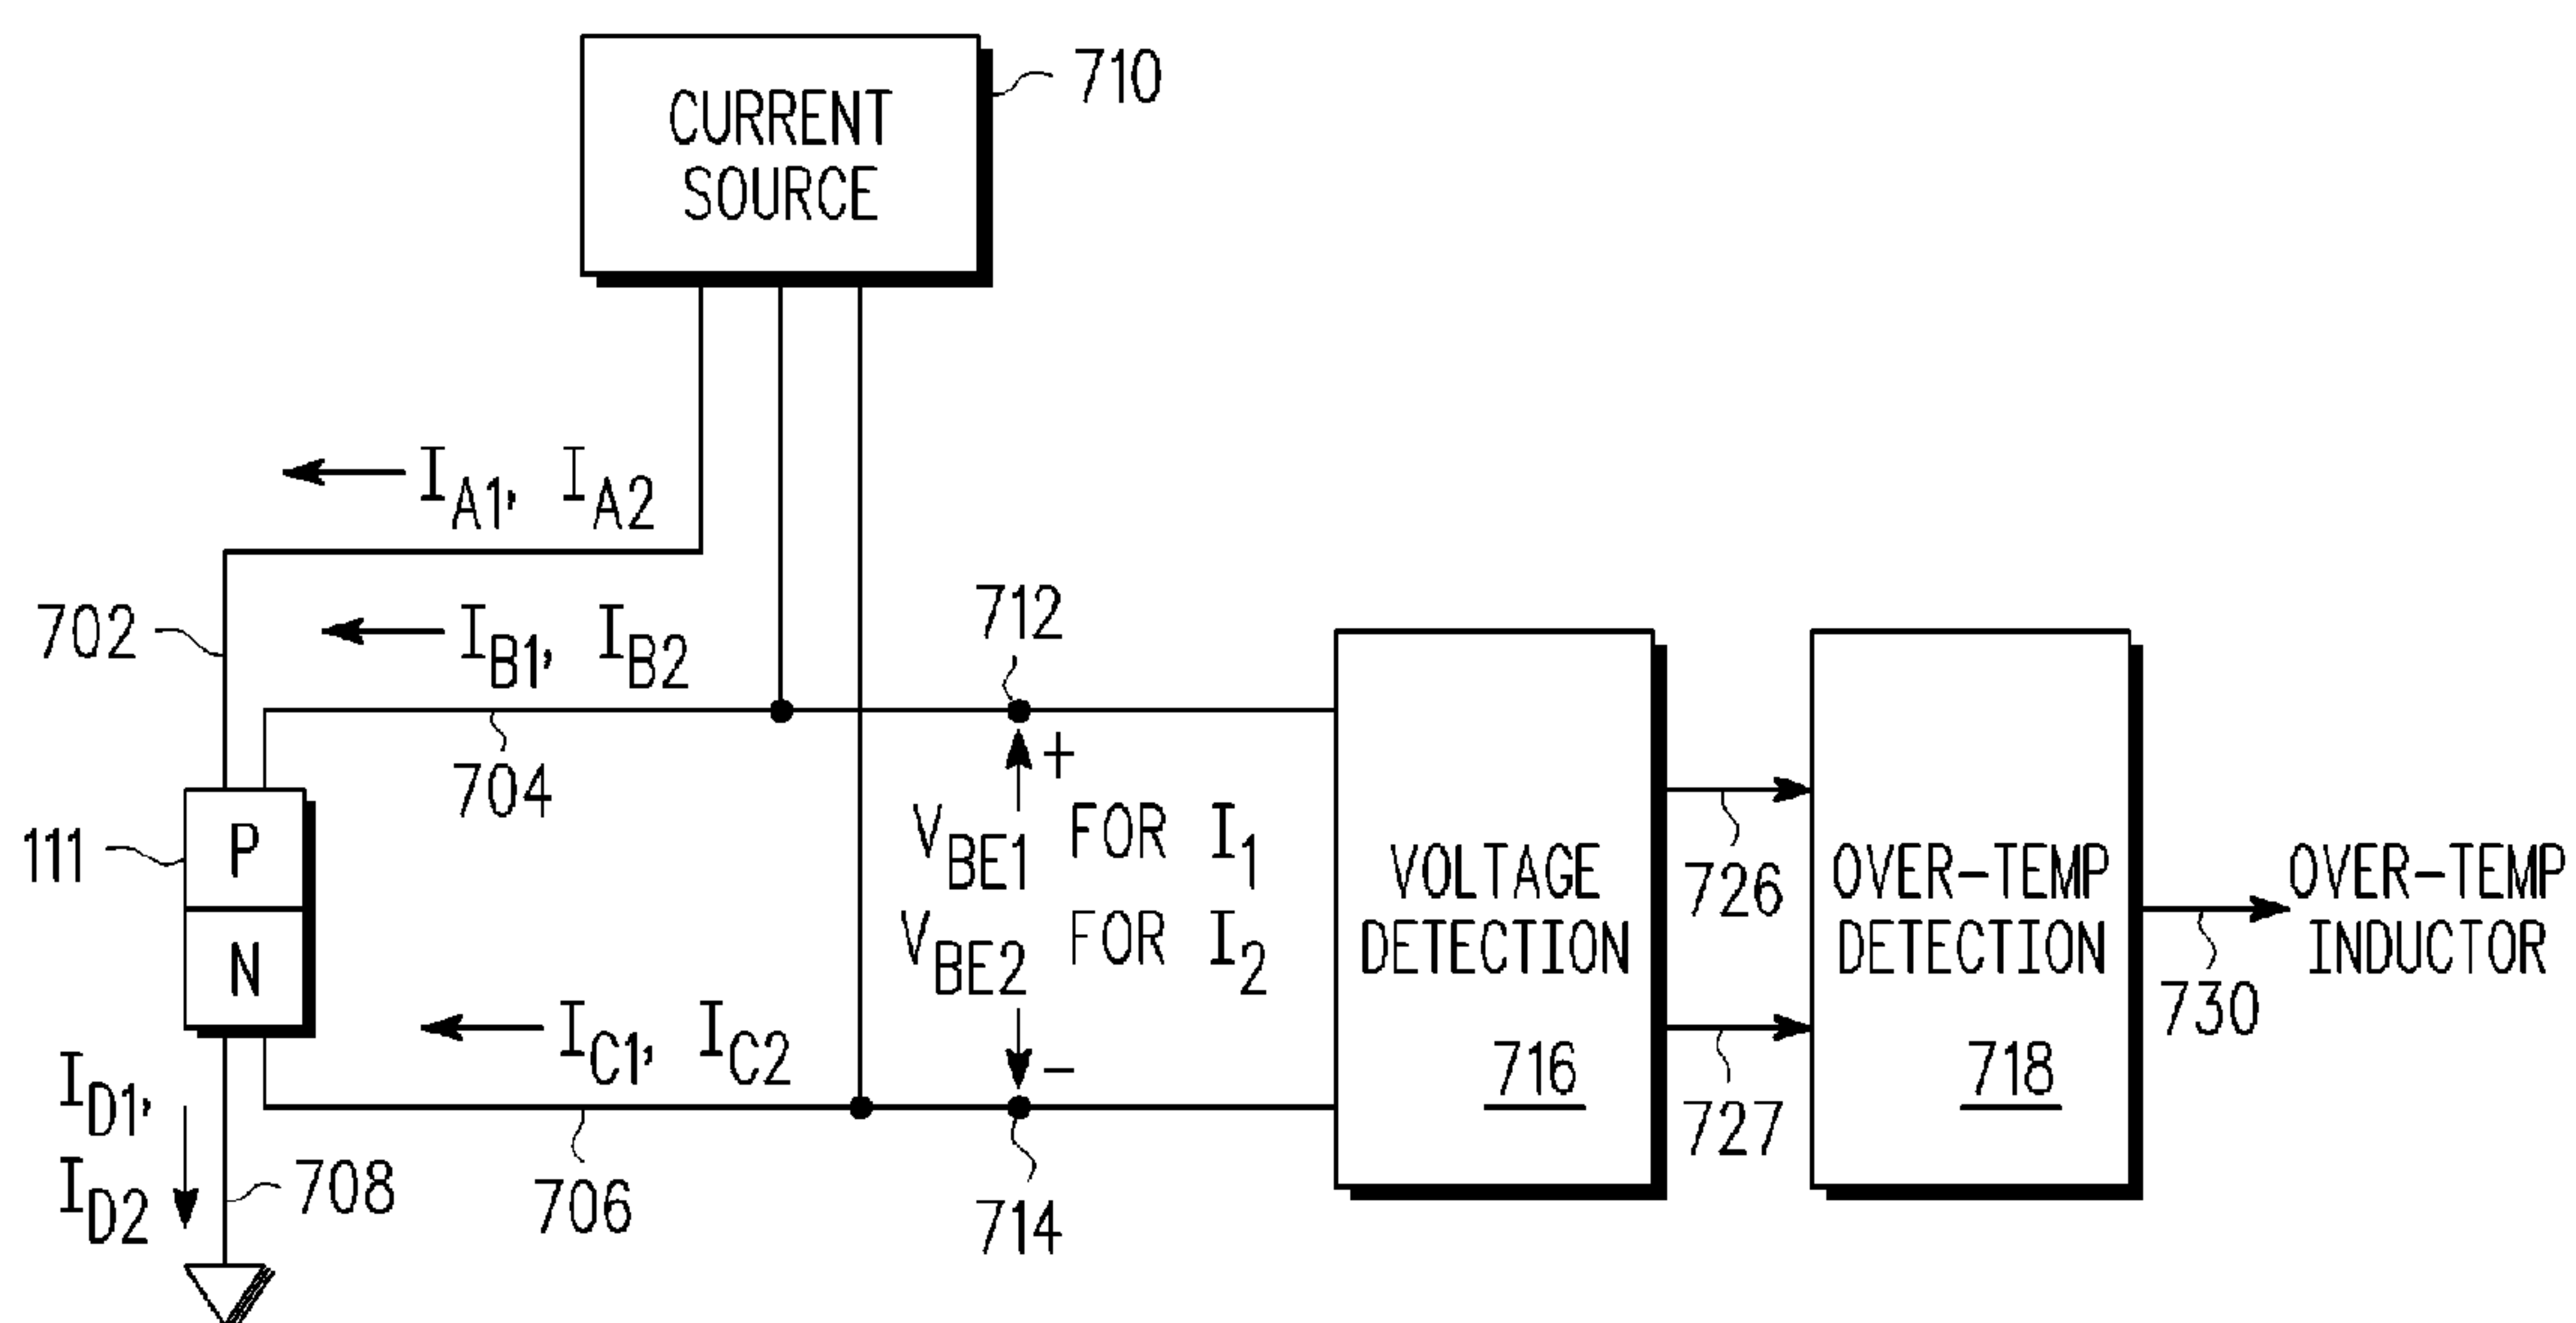 CURRENT
SOURCE
710
I_A1, I_A2
702
I_B1, I_B2
712
704
+
111
P
V_BE1 FOR I_1
VOLTAGE
DETECTION
716
726
OVER-TEMP
DETECTION
718
OVER-TEMP
INDUCTOR
N
V_BE2 FOR I_2
730
I_C1, I_C2
−
727
I_D1,
I_D2
708
706
714